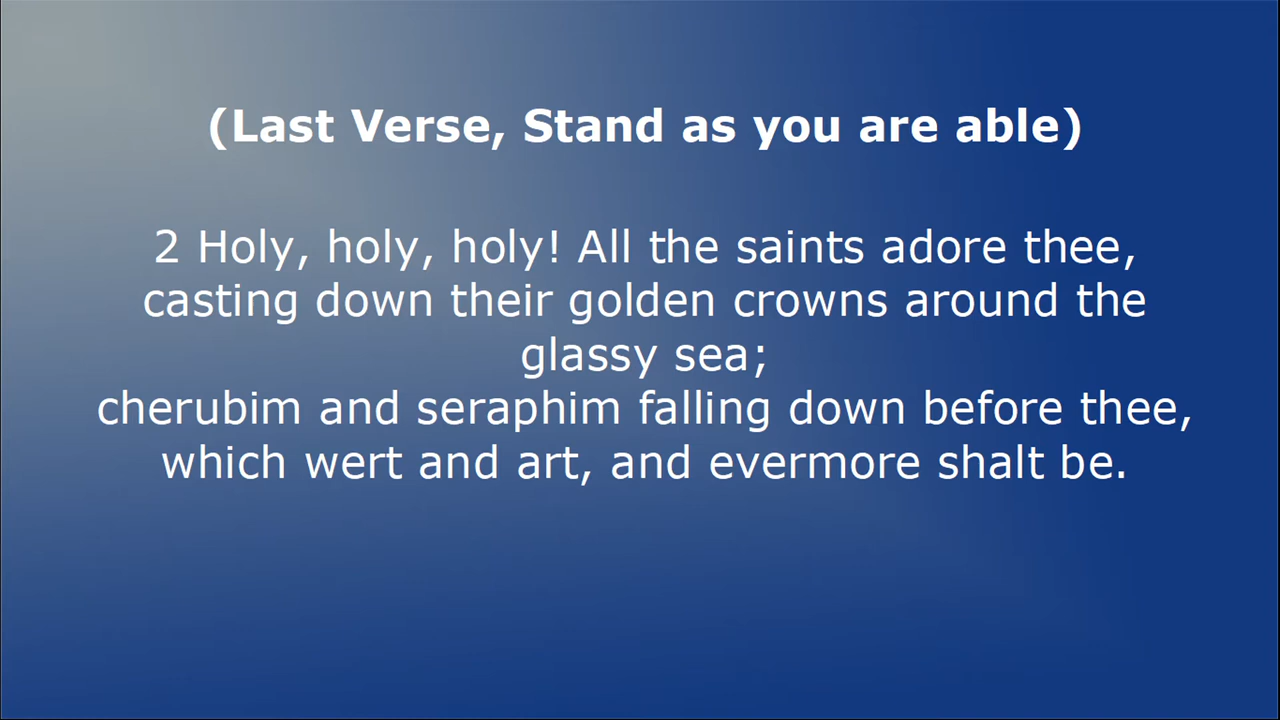 (Last Verse, Stand as you are able)
2 Holy, holy, holy! All the saints adore thee,
casting down their golden crowns around the
glassy sea;
cherubim and seraphim falling down before thee,
which wert and art, and evermore shalt be.